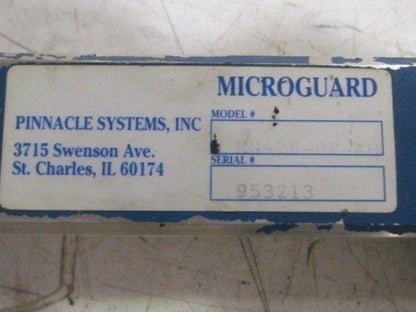 MICROGUARD
PINNACLE SYSTEMS, INC
3715 Swenson Ave.
St. Charles, IL 60174
MODEL #
SERIAL #
953213